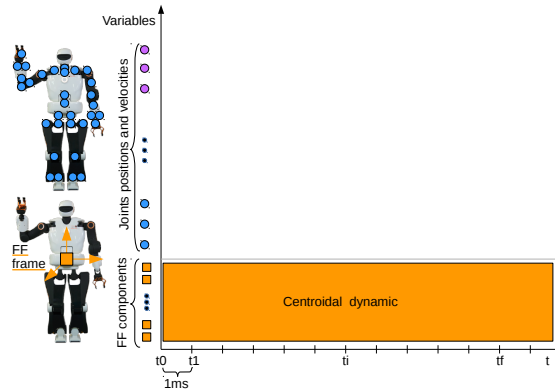 Variables
Joints positions and velocities
FF
frame
FF components
Centroidal dynamic
t0
t1
ti
tf
t
1ms